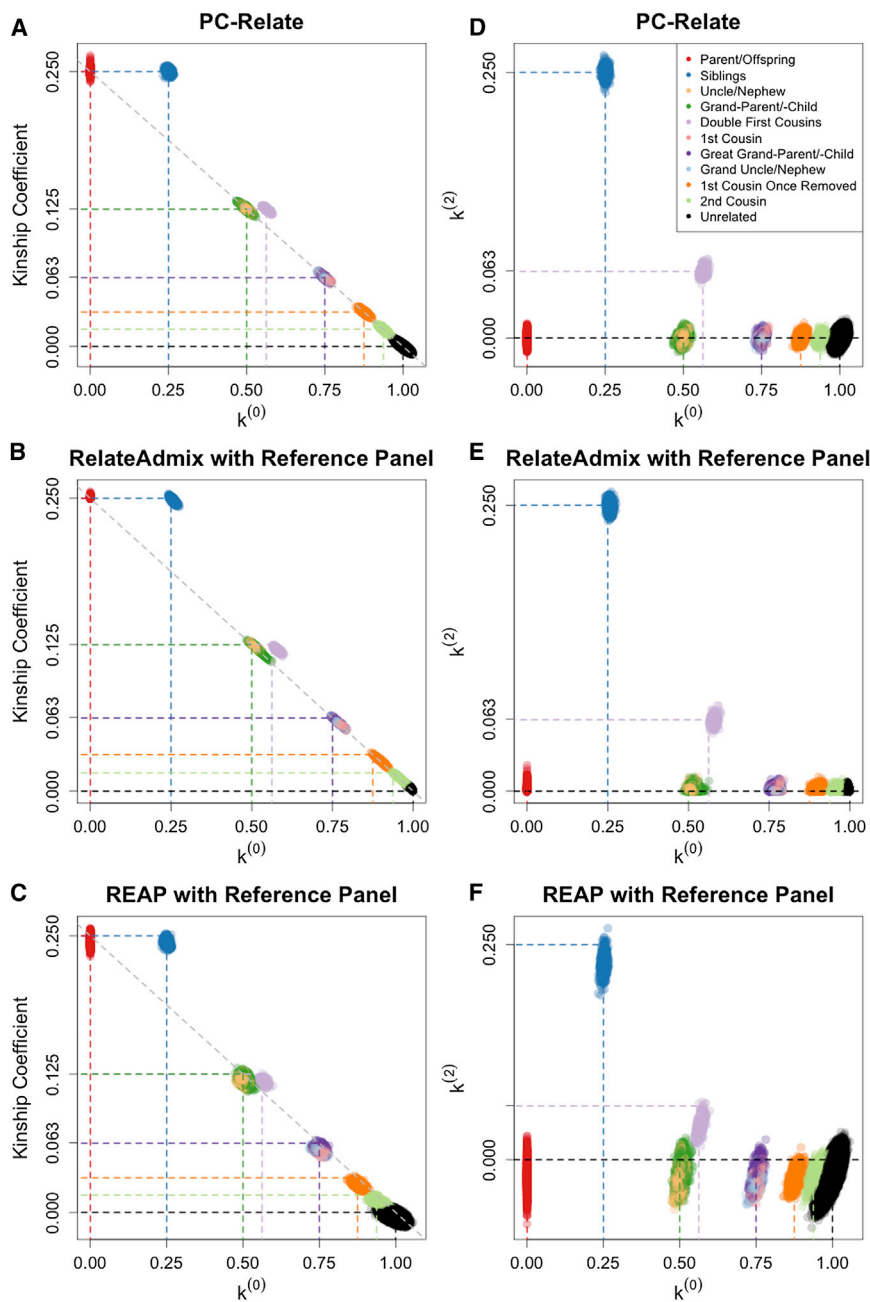 A
PC-Relate
Kinship Coefficient
0.250
0.125
0.063
0.000
0.00
0.25
0.50
0.75
1.00
k(0)
D
PC-Relate
k(2)
0.250
0.063
0.000
Parent/Offspring
Siblings
Uncle/Nephew
Grand-Parent/-Child
Double First Cousins
1st Cousin
Great Grand-Parent/-Child
Grand Uncle/Nephew
1st Cousin Once Removed
2nd Cousin
Unrelated
0.00
0.25
0.50
0.75
1.00
k(0)
B
RelateAdmix with Reference Panel
Kinship Coefficient
0.250
0.125
0.063
0.000
0.00
0.25
0.50
0.75
1.00
k(0)
E
RelateAdmix with Reference Panel
k(2)
0.250
0.063
0.000
0.00
0.25
0.50
0.75
1.00
k(0)
C
REAP with Reference Panel
Kinship Coefficient
0.250
0.125
0.063
0.000
0.00
0.25
0.50
0.75
1.00
k(0)
F
REAP with Reference Panel
k(2)
0.250
0.000
0.00
0.25
0.50
0.75
1.00
k(0)